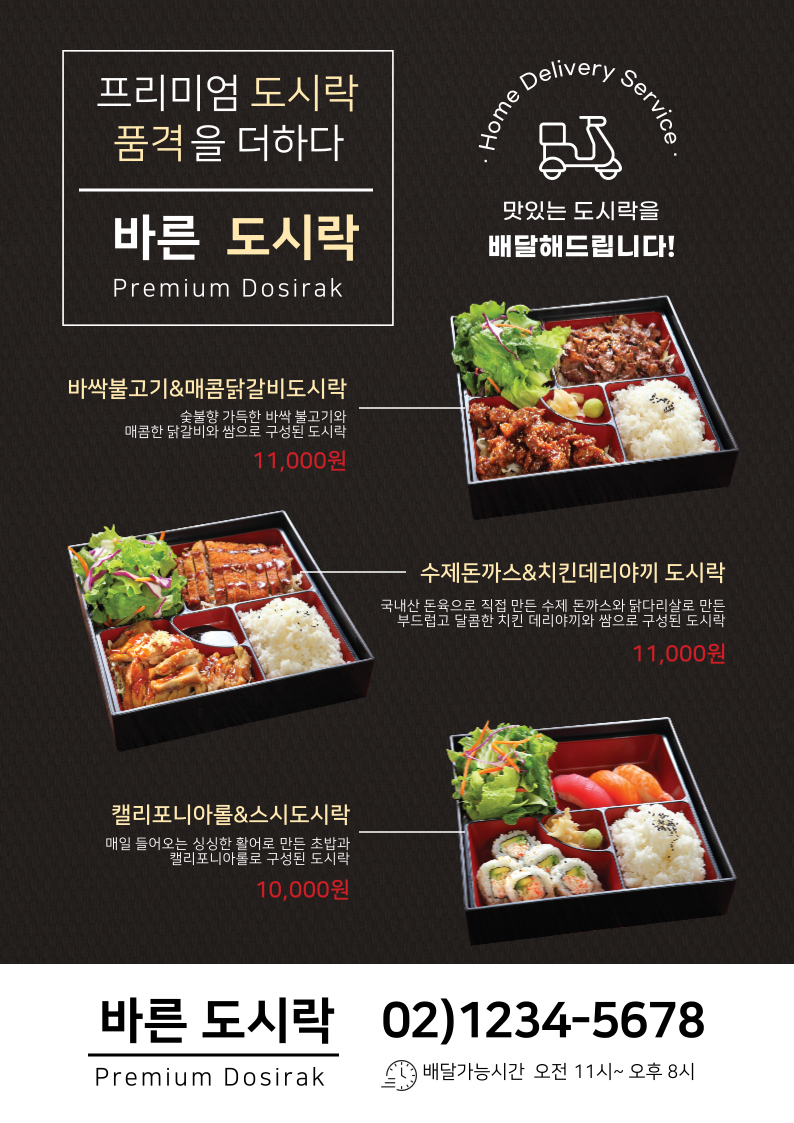 프리미엄 도시락
품격을 더하다
바른 도시락
Premium Dosirak
· Home Delivery Service ·
맛있는 도시락을
배달해드립니다!
바싹불고기&매콤닭갈비도시락
숯불향 가득한 바싹 불고기와
매콤한 닭갈비와 쌈으로 구성된 도시락
11,000원
수제돈까스&치킨데리야끼 도시락
국내산 돈육으로 직접 만든 수제 돈까스와 닭다리살로 만든
부드럽고 달콤한 치킨 데리야끼와 쌈으로 구성된 도시락
11,000원
캘리포니아롤&스시도시락
매일 들어오는 싱싱한 활어로 만든 초밥과
캘리포니아롤로 구성된 도시락
10,000원
바른 도시락
Premium Dosirak
02)1234-5678
배달가능시간 오전 11시~ 오후 8시